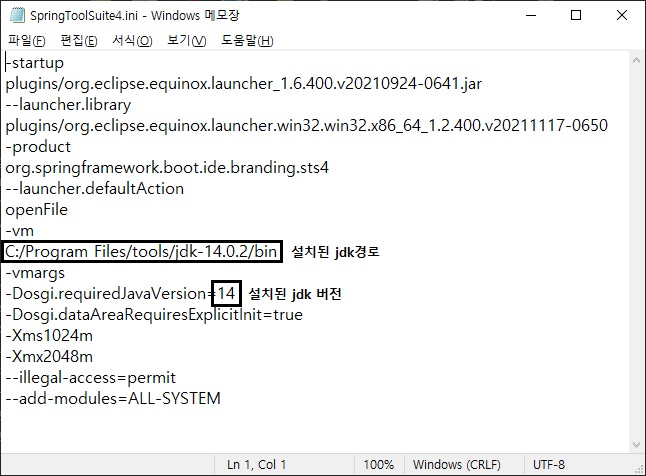 SpringToolSuite4.ini - Windows 메모장
파일(F) 편집(E) 서식(O) 보기(V) 도움말(H)
-startup
plugins/org.eclipse.equinox.launcher_1.6.400.v20210924-0641.jar
--launcher.library
plugins/org.eclipse.equinox.launcher.win32.win32.x86_64_1.2.400.v20211117-0650
-product
org.springframework.boot.ide.branding.sts4
--launcher.defaultAction
openFile
-vm
C:/Program Files/tools/jdk-14.0.2/bin 설치된 jdk경로
-vmargs
-Dosgi.requiredJavaVersion=14 설치된 jdk 버전
-Dosgi.dataAreaRequiresExplicitInit=true
-Xms1024m
-Xmx2048m
--illegal-access=permit
--add-modules=ALL-SYSTEM
Ln 1, Col 1 100% Windows (CRLF) UTF-8